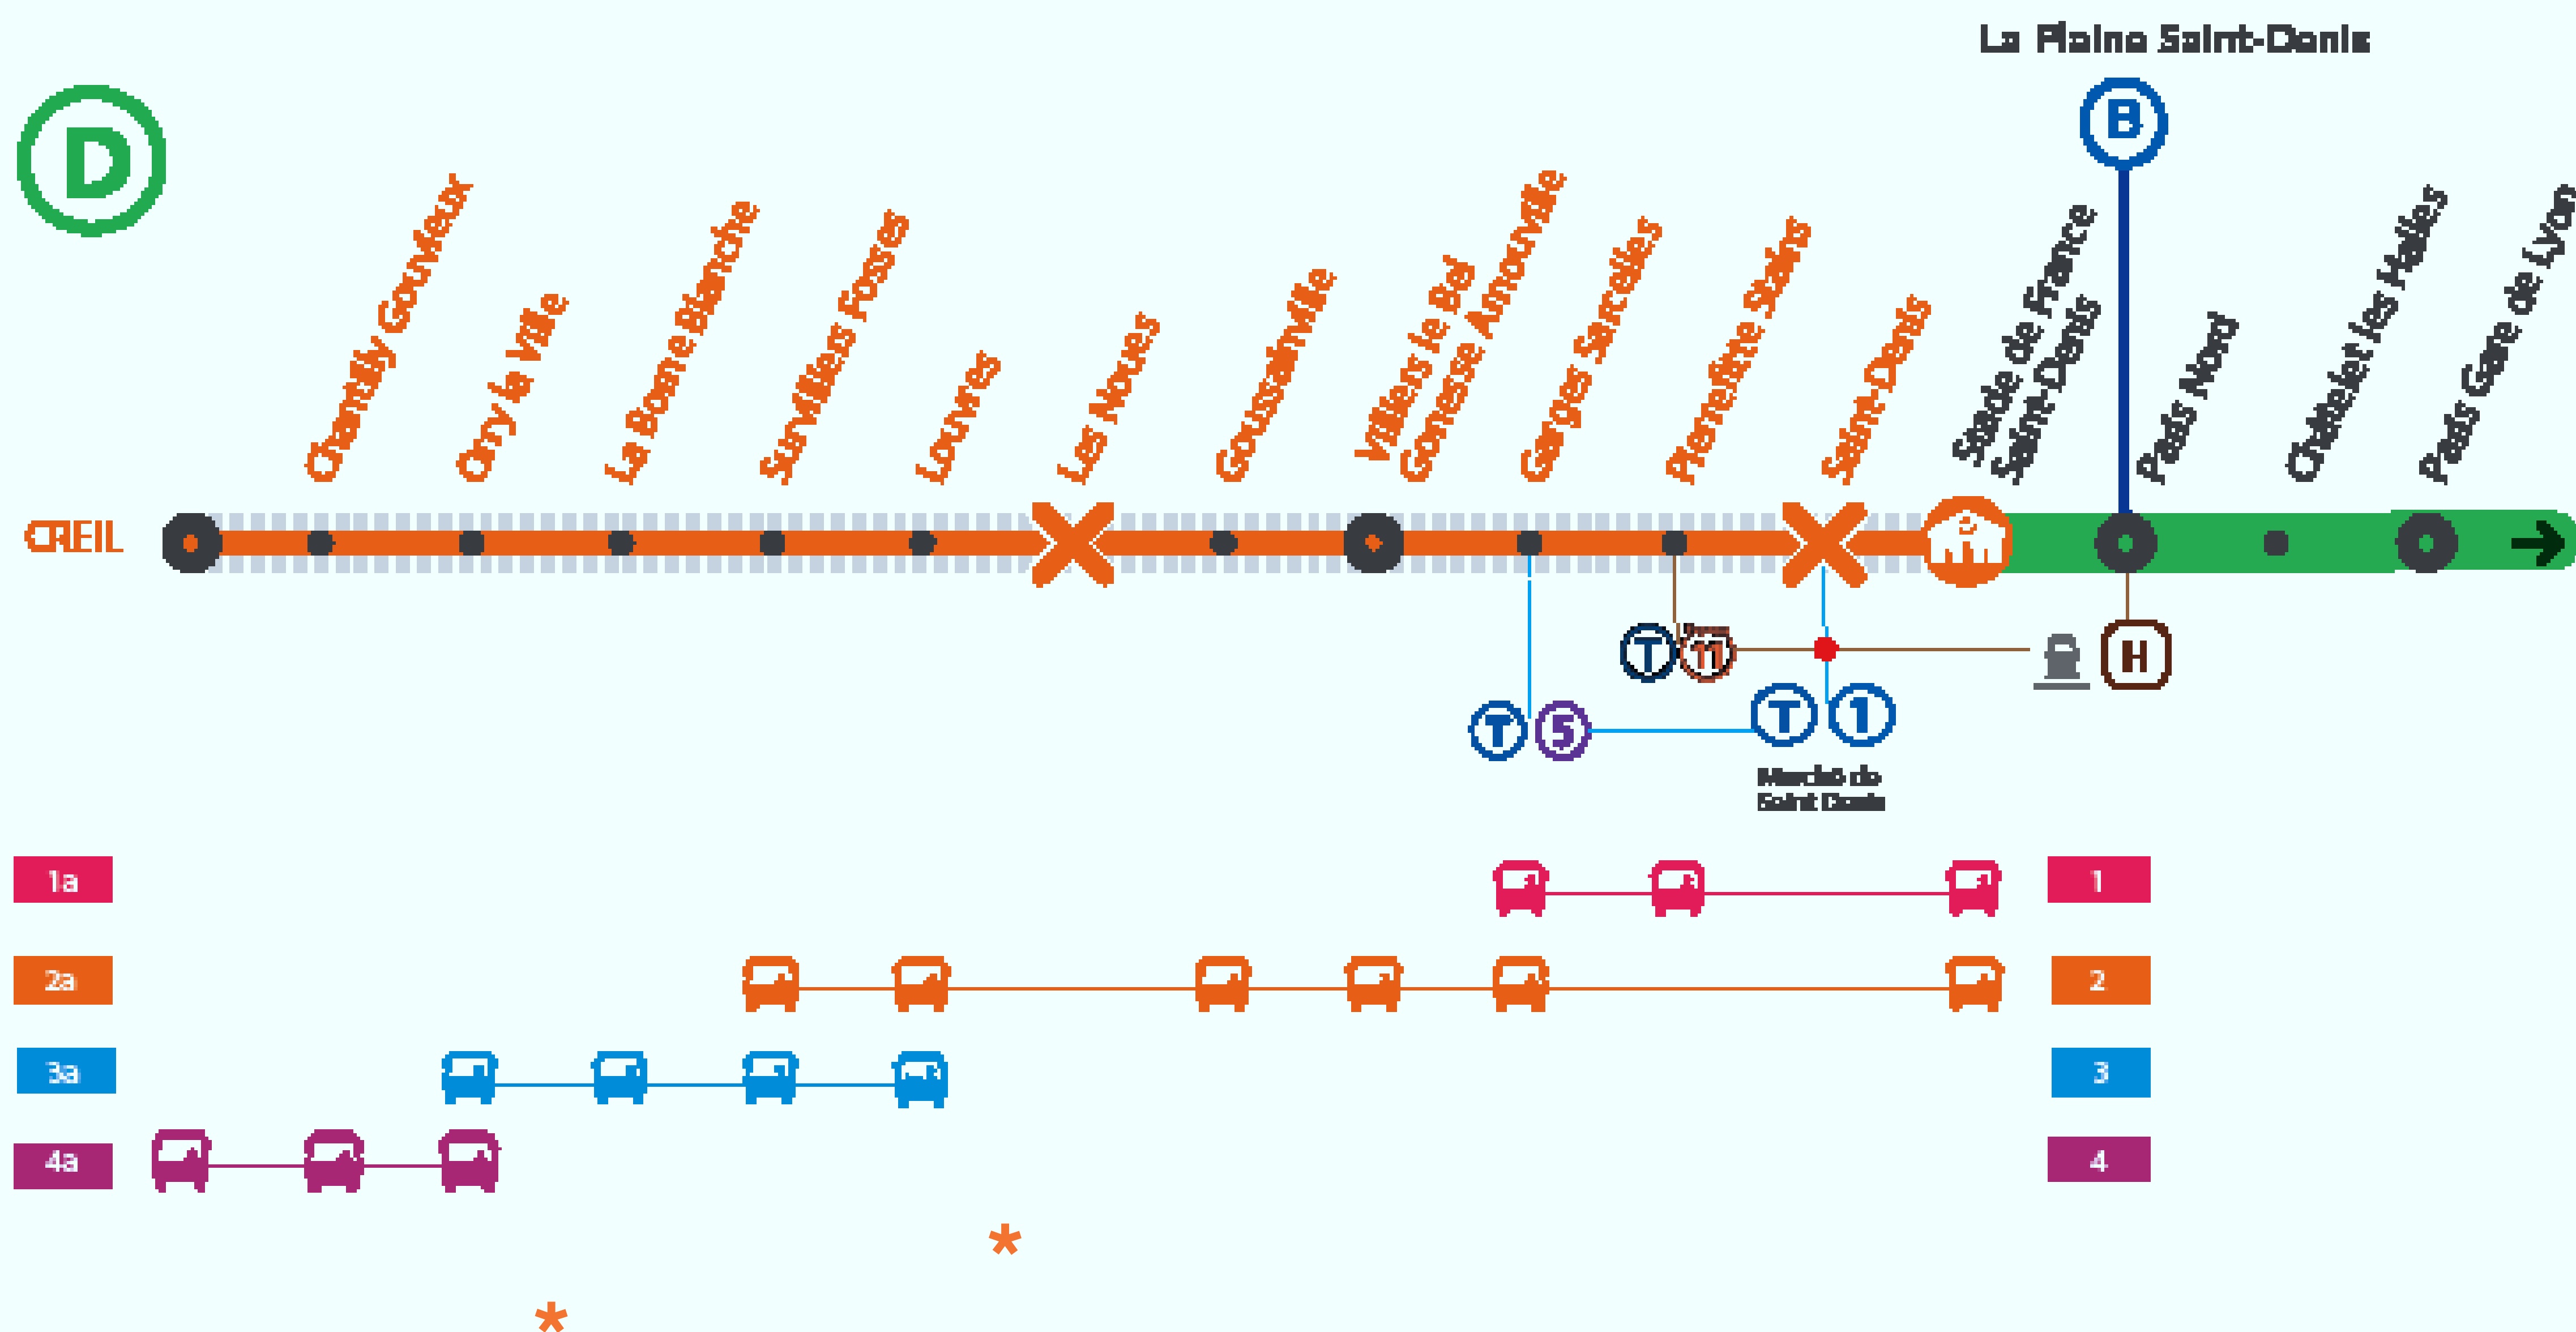 La Plaine Saint-Denis
D
B
Chantilly Gouvieux
Orry la Ville
La Borne Blanche
Survilliers Fosses
Louvres
Les Noues
Goussainville
Villiers le Bel
Gonesse Arnouville
Garges Sarcelles
Pierrefitte Stains
Saint-Denis
Stade de France
Saint-Denis
Paris Nord
Châtelet les Halles
Paris Gare de Lyon
CREIL
T 11
H
T 5
T 1
Marché de
Saint Denis
1a
1
2a
2
3a
3
4a
4
*
*